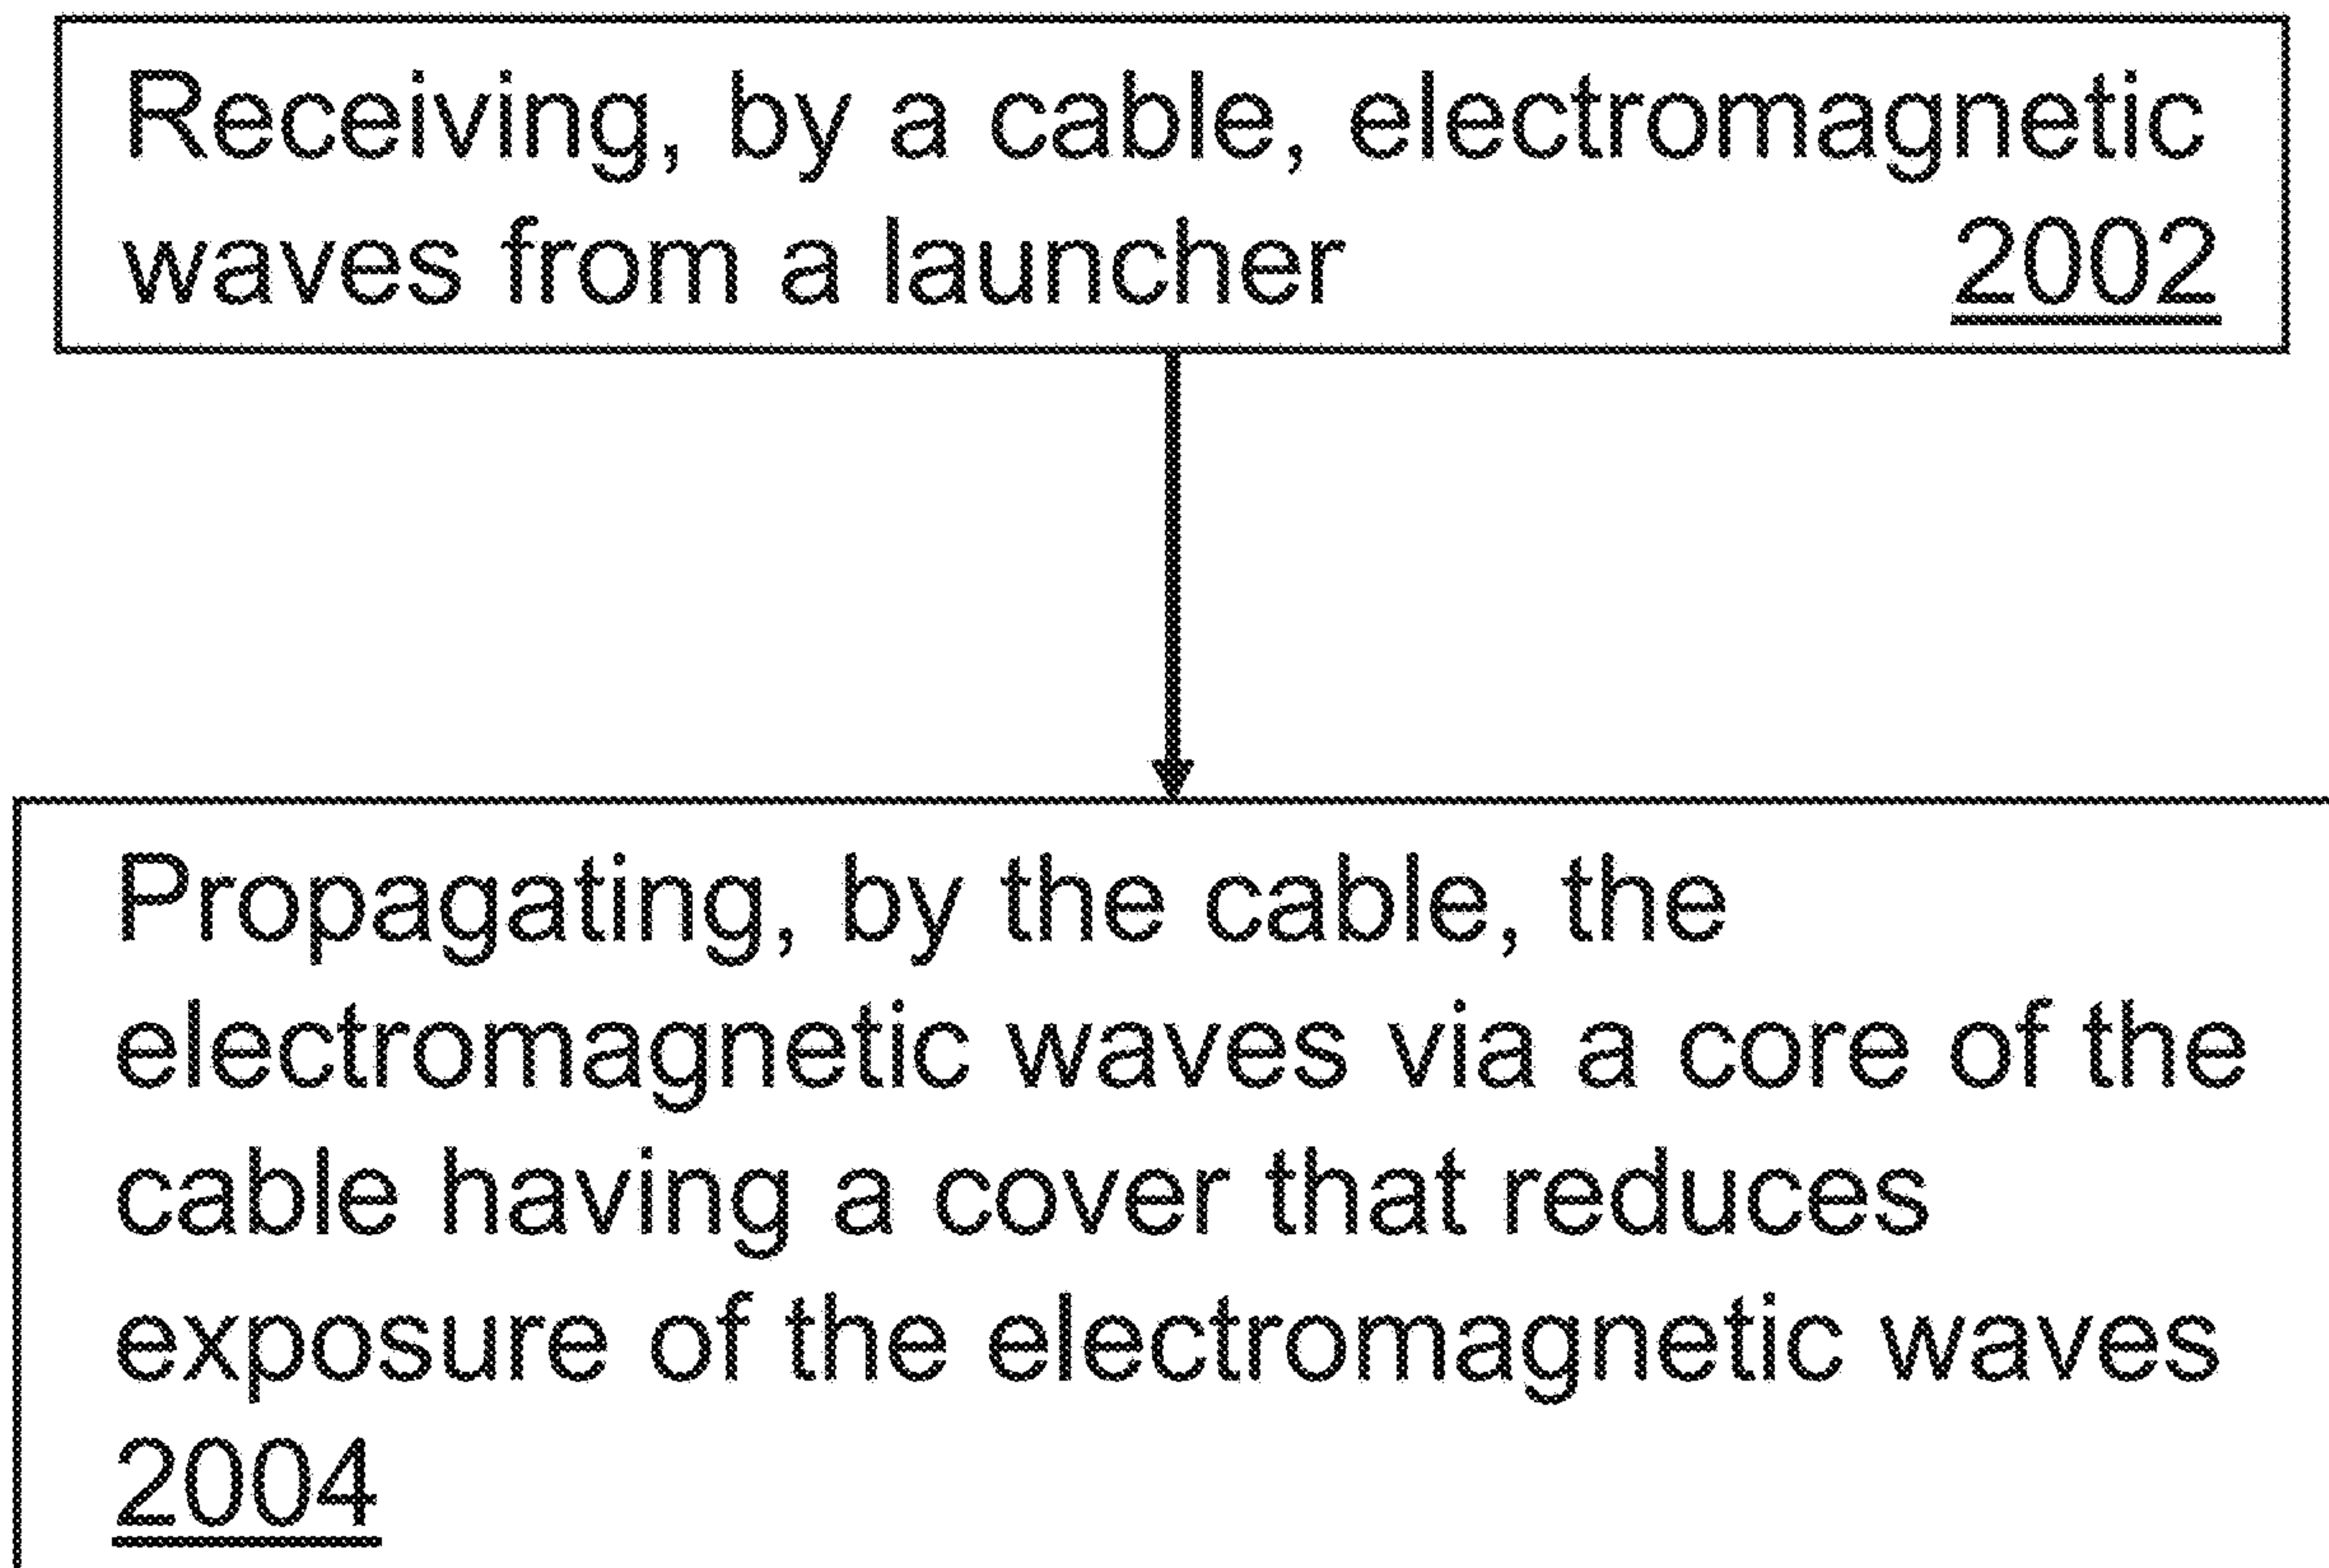 Receiving, by a cable, electromagnetic
waves from a launcher 2002
Propagating, by the cable, the
electromagnetic waves via a core of the
cable having a cover that reduces
exposure of the electromagnetic waves
2004